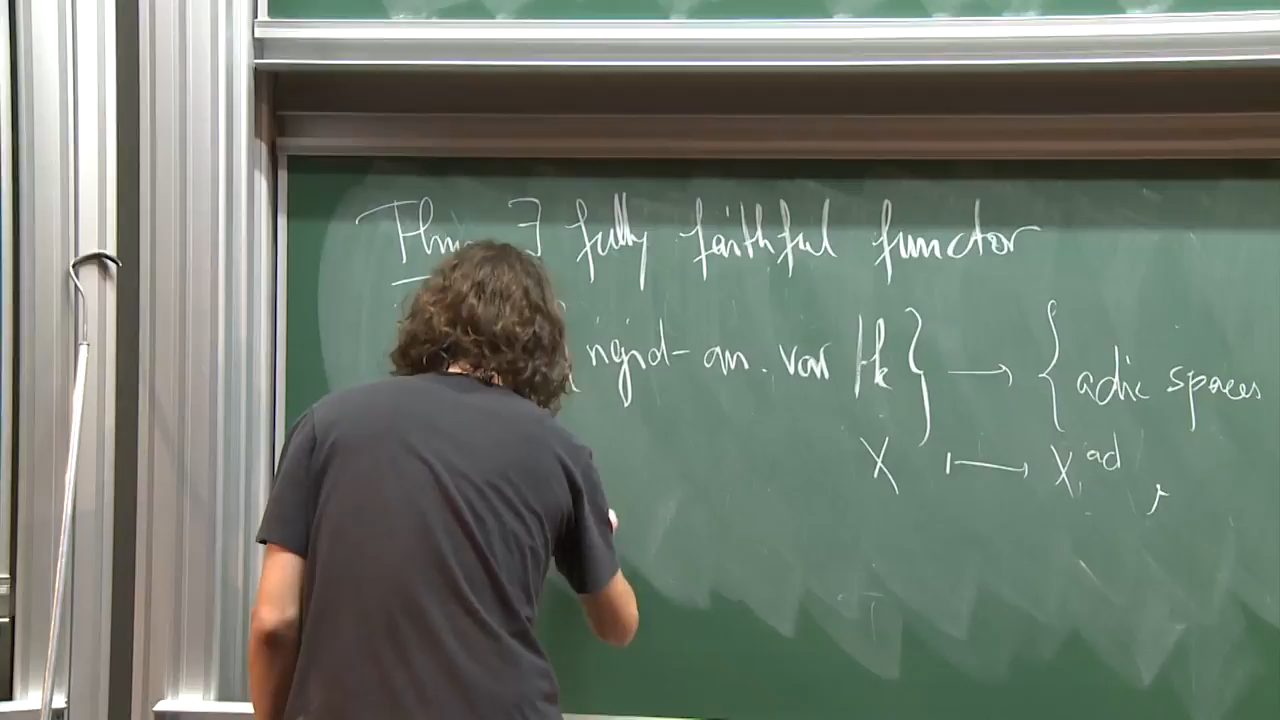 Thm ∃ fully faithful functor
{ rigid-an. var /k } ⟶ { adic spaces
X ⟼ X^ad,